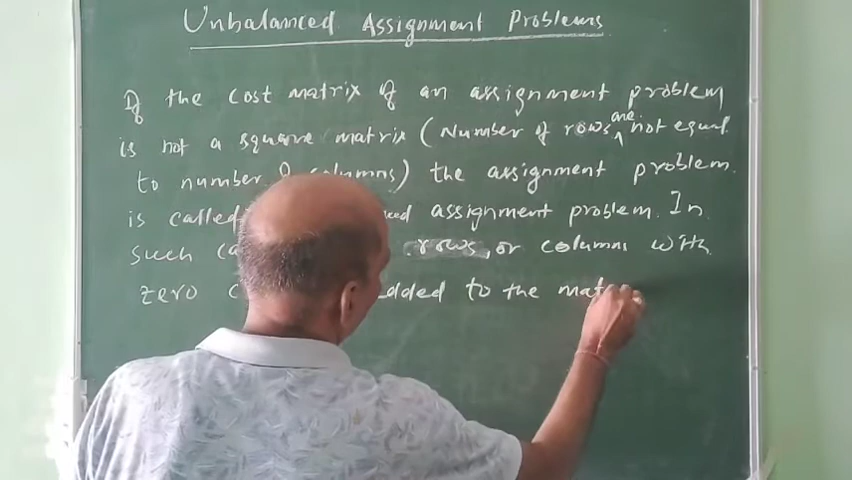 Unbalanced Assignment Problems
If the cost matrix of an assignment problem
is not a square matrix (Number of rows are not equal
to number of columns) the assignment problem
is called assignment problem. In
such rows, or columns with
zero added to the